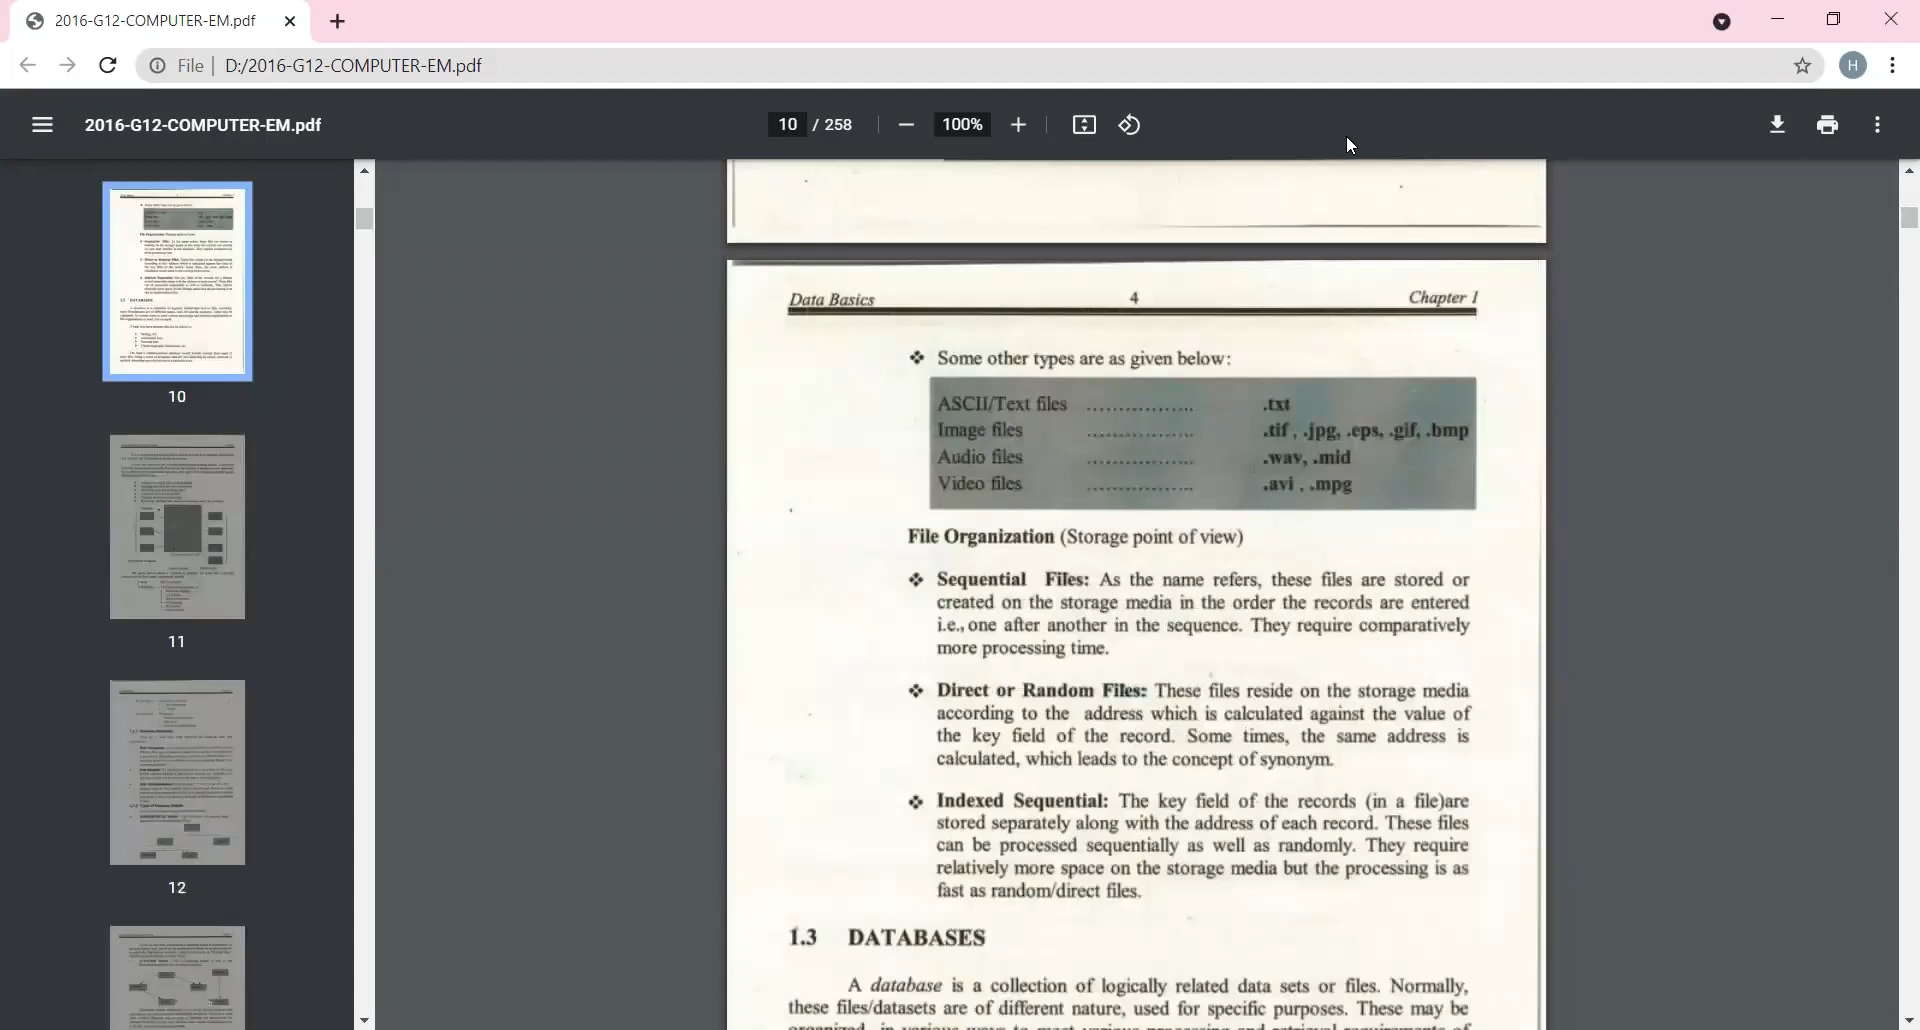 2016-G12-COMPUTER-EM.pdf
File | D:/2016-G12-COMPUTER-EM.pdf
H
2016-G12-COMPUTER-EM.pdf
10 / 258
100%
Data Basics 4 Chapter 1
❖ Some other types are as given below:
ASCII/Text files .................. .txt
Image files .................. .tif , .jpg, .eps, .gif, .bmp
Audio files .................. .wav, .mid
Video files .................. .avi , .mpg
File Organization (Storage point of view)
❖ Sequential Files: As the name refers, these files are stored or
created on the storage media in the order the records are entered
i.e., one after another in the sequence. They require comparatively
more processing time.
❖ Direct or Random Files: These files reside on the storage media
according to the address which is calculated against the value of
the key field of the record. Some times, the same address is
calculated, which leads to the concept of synonym.
❖ Indexed Sequential: The key field of the records (in a file)are
stored separately along with the address of each record. These files
can be processed sequentially as well as randomly. They require
relatively more space on the storage media but the processing is as
fast as random/direct files.
1.3 DATABASES
A database is a collection of logically related data sets or files. Normally,
these files/datasets are of different nature, used for specific purposes. These may be
10
11
12